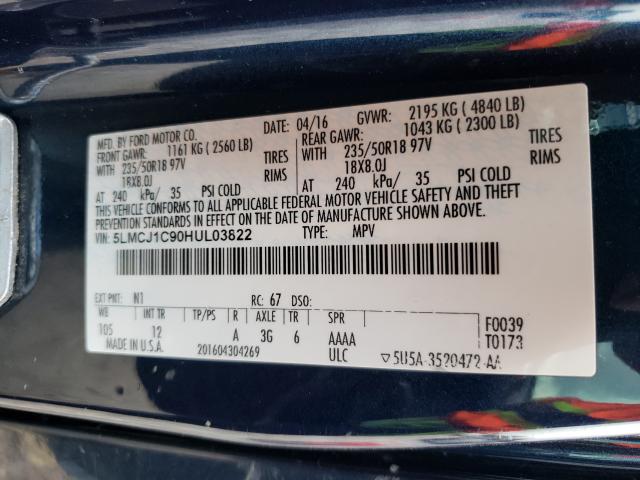 MFD. BY FORD MOTOR CO.
DATE: 04/16 GVWR: 2195 KG ( 4840 LB)
FRONT GAWR: 1161 KG ( 2560 LB)
REAR GAWR: 1043 KG ( 2300 LB)
WITH 235/50R18 97V TIRES
WITH 235/50R18 97V TIRES
18X8.0J RIMS
18X8.0J RIMS
AT 240 kPa/ 35 PSI COLD
AT 240 kPa/ 35 PSI COLD
THIS VEHICLE CONFORMS TO ALL APPLICABLE FEDERAL MOTOR VEHICLE SAFETY AND THEFT
PREVENTION STANDARDS IN EFFECT ON THE DATE OF MANUFACTURE SHOWN ABOVE.
VIN: 5LMCJ1C90HUL03822 TYPE: MPV
EXT PNT: N1 RC: 67 DSO:
WB INT TR TP/PS R AXLE TR SPR F0039
105 12 A 3G 6 AAAA T0173
MADE IN U.S.A. 201604304269 ULC ▽5U5A-3520472-AA